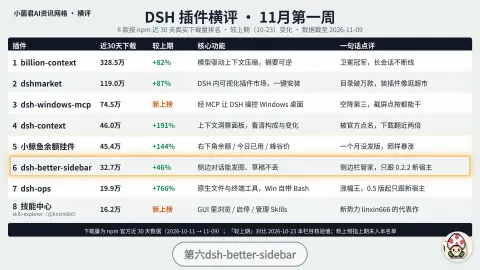 小菌君AI资讯网格 · 横评
DSH 插件横评 · 11月第一周
8 款按 npm 近 30 天真实下载量排名 · 较上期（10-23）变化 · 数据截至 2026-11-09
插件 近30天下载 较上期 核心功能 一句话点评
1 billion-context 328.5万 +82% 模型驱动上下文压缩，摘要可逆 卫冕冠军，长会话不断线
2 dshmarket 119.0万 +87% DSH 内可视化插件市场，一键安装 目录破万款，装插件像逛超市
3 dsh-windows-mcp 74.5万 新上榜 经 MCP 让 DSH 操控 Windows 桌面 空降第三，截屏点按都能干
4 dsh-context 46.0万 +191% 上下文洞察面板，看清构成与变化 被官方点名，下载翻近两倍
5 小鲸鱼余额挂件 45.4万 +144% 右下角余额 / 今日已用 / 峰谷价 一个月没发版，照样暴涨
6 dsh-better-sidebar 32.7万 +46% 侧边对话能发图、草稿不丢 侧边栏管家，只跟 0.2.2 新宿主
7 dsh-ops 19.9万 +766% 原生文件与终端工具，Win 自带 Bash 涨幅王，0.5 版起只跟新宿主
8 技能中心 16.2万 新上榜 GUI 里浏览 / 启停 / 管理 Skills 新势力 linxin666 的代表作
skill-explorer（@linxin666）
下载量为 npm 官方近 30 天数据（2026-10-11 → 11-09）；「较上期」对比 2026-10-23 本栏目核验值；新上榜指上期未入本名单
第六dsh-better-sidebar